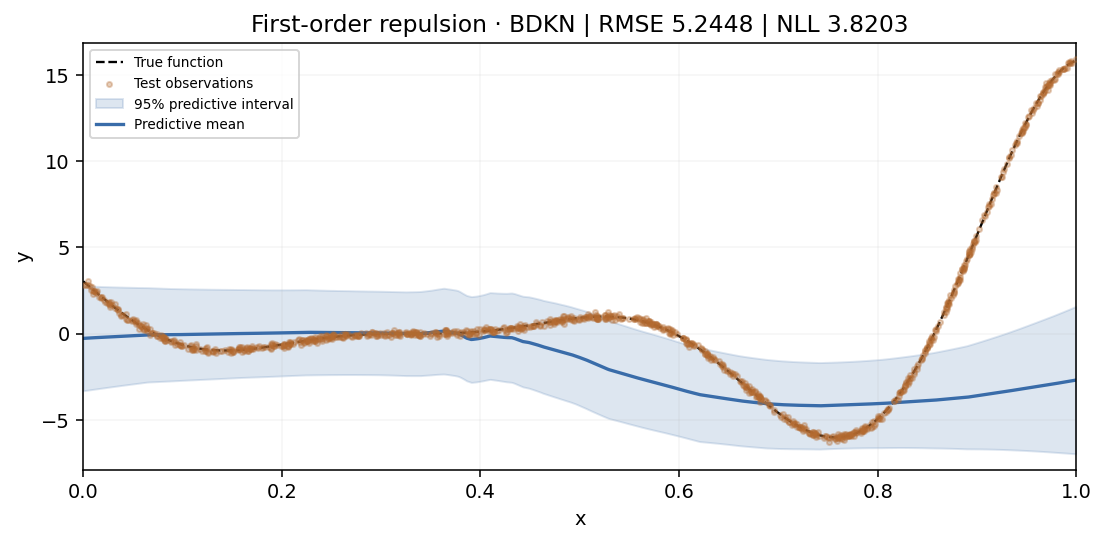 First-order repulsion · BDKN | RMSE 5.2448 | NLL 3.8203
True function
Test observations
95% predictive interval
Predictive mean
y
15
10
5
0
−5
0.0 0.2 0.4 0.6 0.8 1.0
x